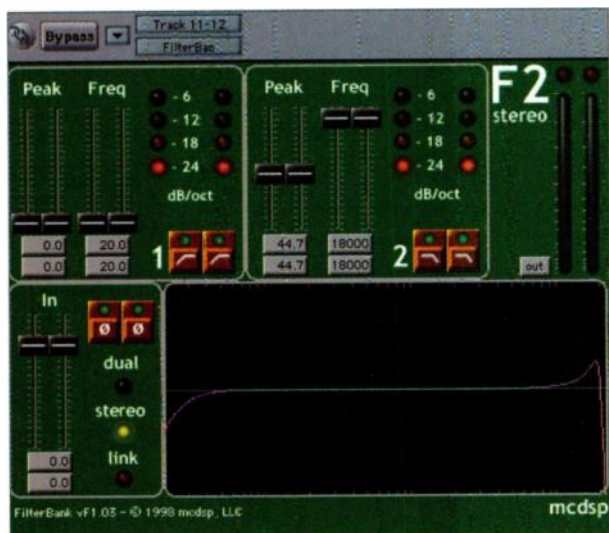 Bypass
Track 11-12
FilterBan
Peak Freq
- 6
- 12
- 18
- 24
dB/oct
0.0 20.0
0.0 20.0
1
Peak Freq
- 6
- 12
- 18
- 24
dB/oct
44.7 18000
44.7 18000
2
F2
stereo
out
In
Ø Ø
dual
stereo
link
0.0
0.0
FilterBank vF1.03 - © 1998 mcdsp, LLC
mcdsp